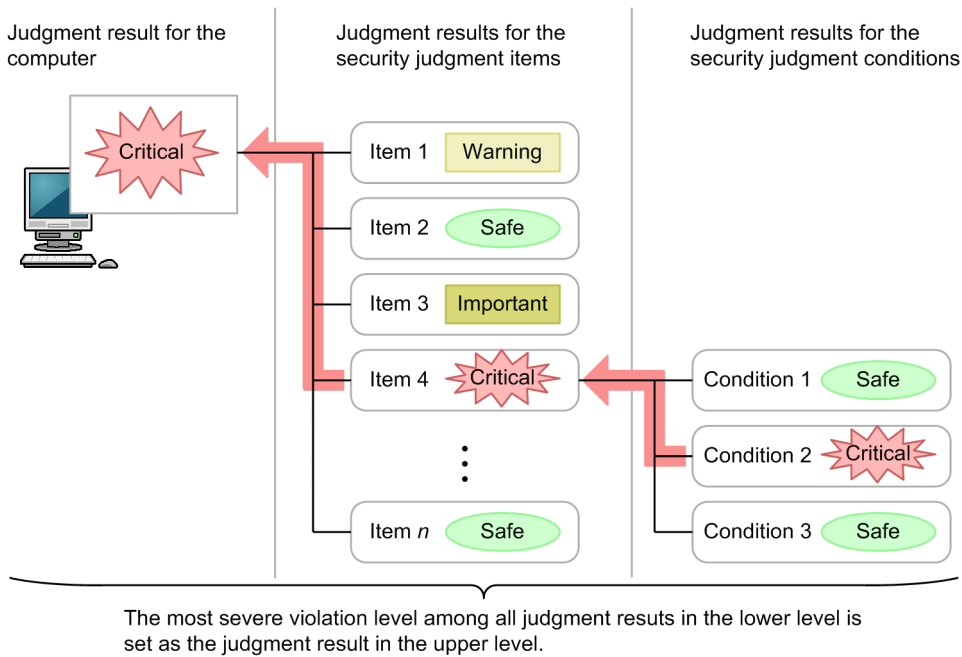 Judgment result for the
computer
Judgment results for the
security judgment items
Judgment results for the
security judgment conditions
Critical
Item 1 Warning
Item 2 Safe
Item 3 Important
Item 4 Critical
Item n Safe
Condition 1 Safe
Condition 2 Critical
Condition 3 Safe
The most severe violation level among all judgment resuts in the lower level is
set as the judgment result in the upper level.